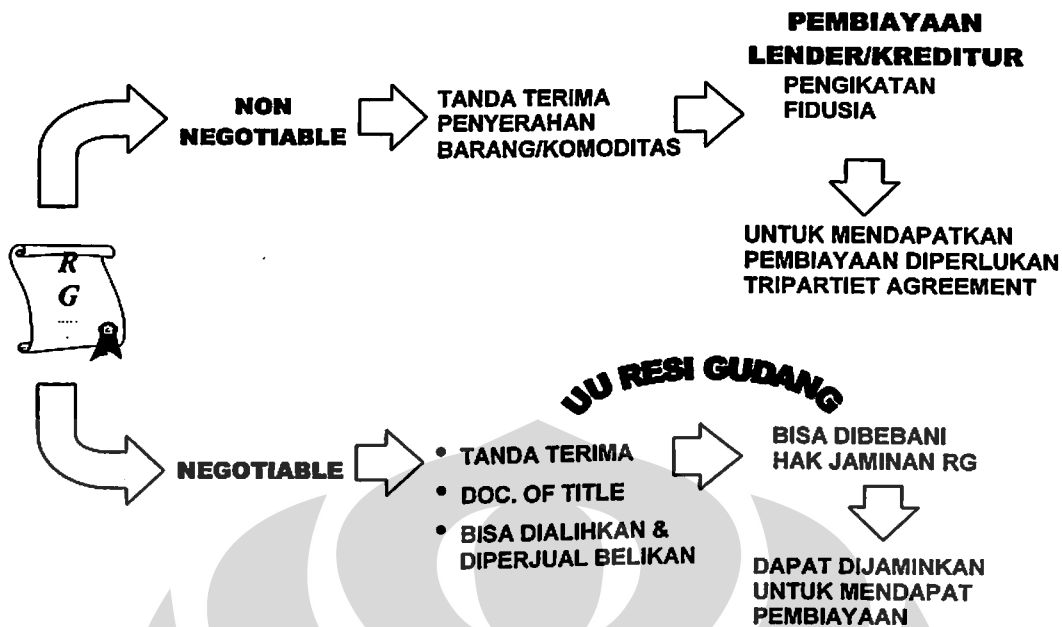 PEMBIAYAAN
LENDER/KREDITUR
PENGIKATAN
FIDUSIA
NON
NEGOTIABLE
TANDA TERIMA
PENYERAHAN
BARANG/KOMODITAS
UNTUK MENDAPATKAN
PEMBIAYAAN DIPERLUKAN
TRIPARTIET AGREEMENT
R
G
.....
.
UU RESI GUDANG
NEGOTIABLE
• TANDA TERIMA
• DOC. OF TITLE
• BISA DIALIHKAN &
DIPERJUAL BELIKAN
BISA DIBEBANI
HAK JAMINAN RG
DAPAT DIJAMINKAN
UNTUK MENDAPAT
PEMBIAYAAN